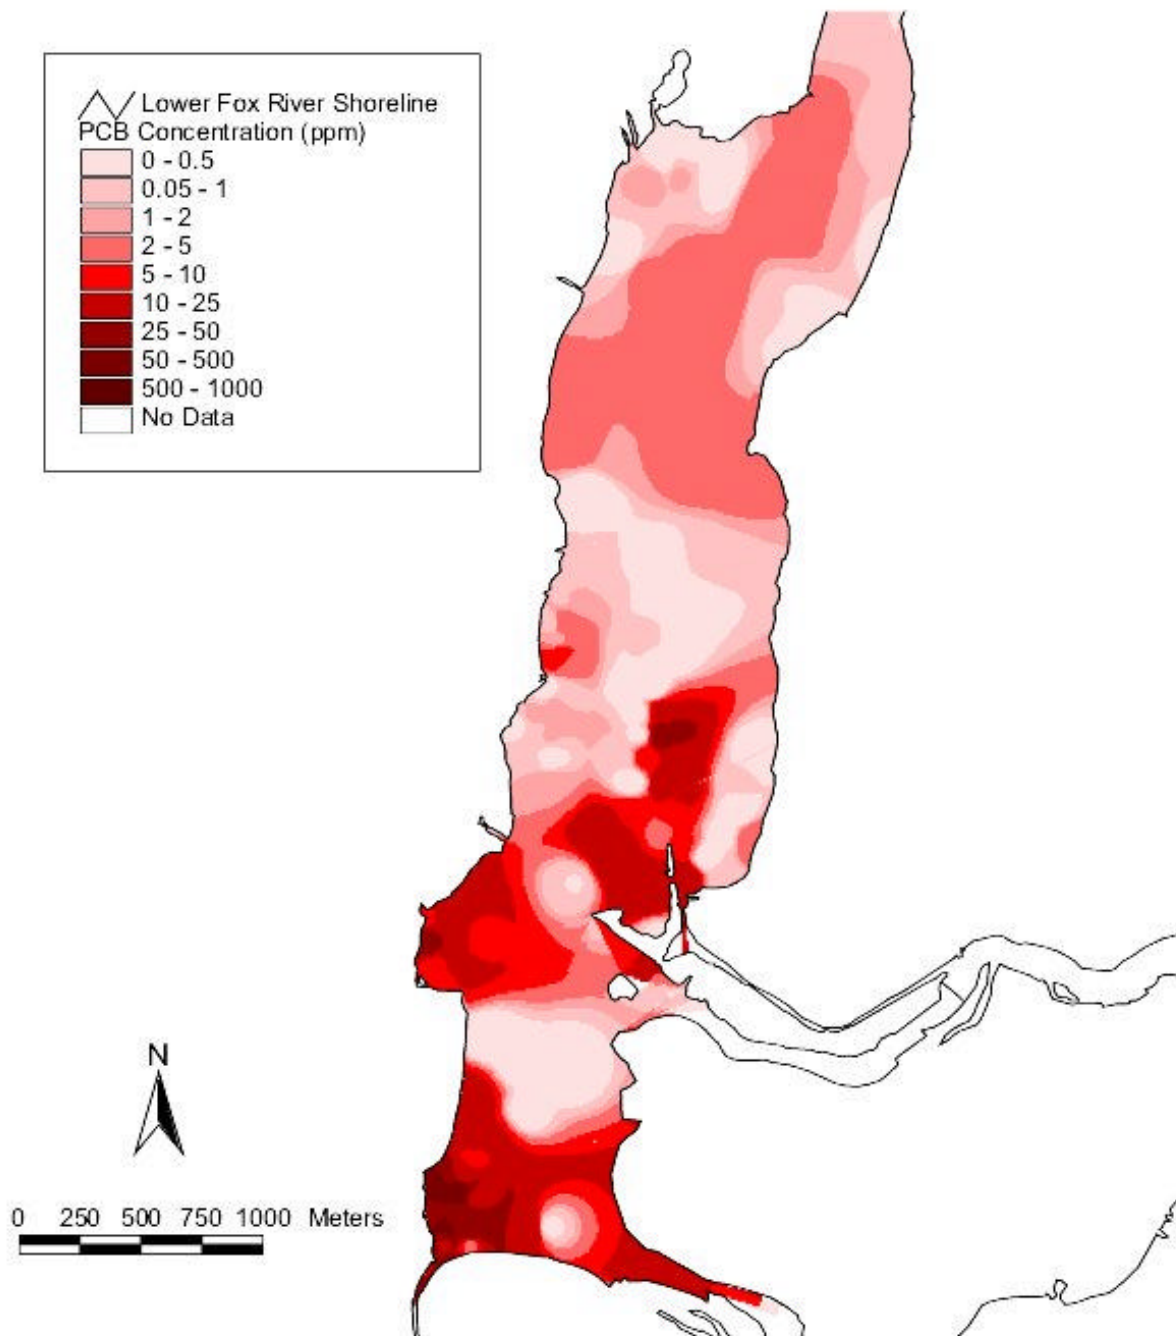 Lower Fox River Shoreline
PCB Concentration (ppm)
0 - 0.5
0.05 - 1
1 - 2
2 - 5
5 - 10
10 - 25
25 - 50
50 - 500
500 - 1000
No Data
N
0 250 500 750 1000 Meters